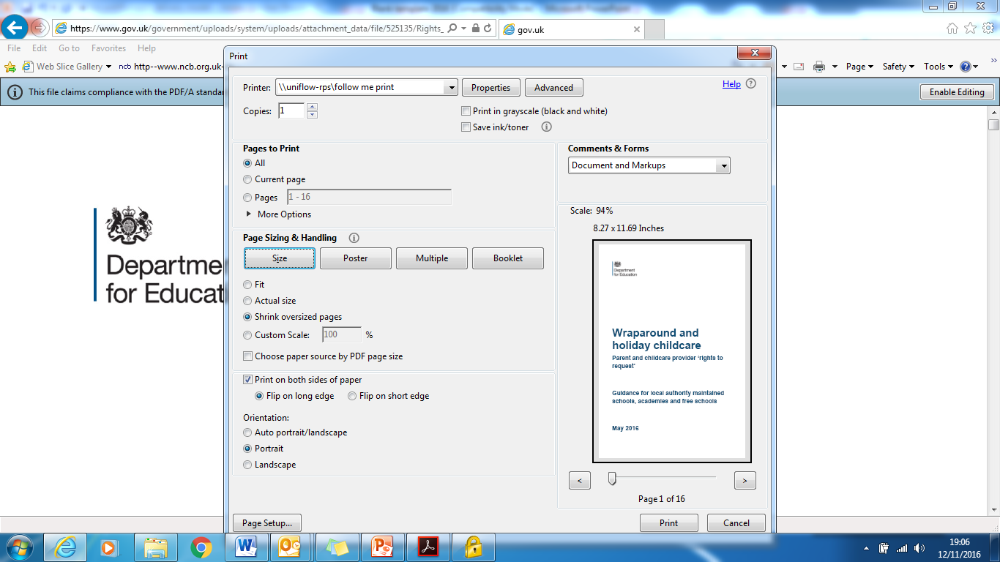 https://www.gov.uk/government/uploads/system/uploads/attachment_data/file/525135/Rights_
gov.uk
File Edit Go to Favorites Help
Web Slice Gallery
ncb http--www.ncb.org.uk-
Page Safety Tools
This file claims compliance with the PDF/A standar
Enable Editing
Departme
for Educati
Print
Printer: \\uniflow-rps\follow me print Properties Advanced Help
Copies: 1
Print in grayscale (black and white)
Save ink/toner
Pages to Print
All
Current page
Pages 1 - 16
More Options
Page Sizing & Handling
Size Poster Multiple Booklet
Fit
Actual size
Shrink oversized pages
Custom Scale: 100 %
Choose paper source by PDF page size
Print on both sides of paper
Flip on long edge Flip on short edge
Orientation:
Auto portrait/landscape
Portrait
Landscape
Comments & Forms
Document and Markups
Scale: 94%
8.27 x 11.69 Inches
Department
for Education
Wraparound and
holiday childcare
Parent and childcare provider ‘rights to
request’
Guidance for local authority maintained
schools, academies and free schools
May 2016
< >
Page 1 of 16
Page Setup... Print Cancel
19:06
12/11/2016